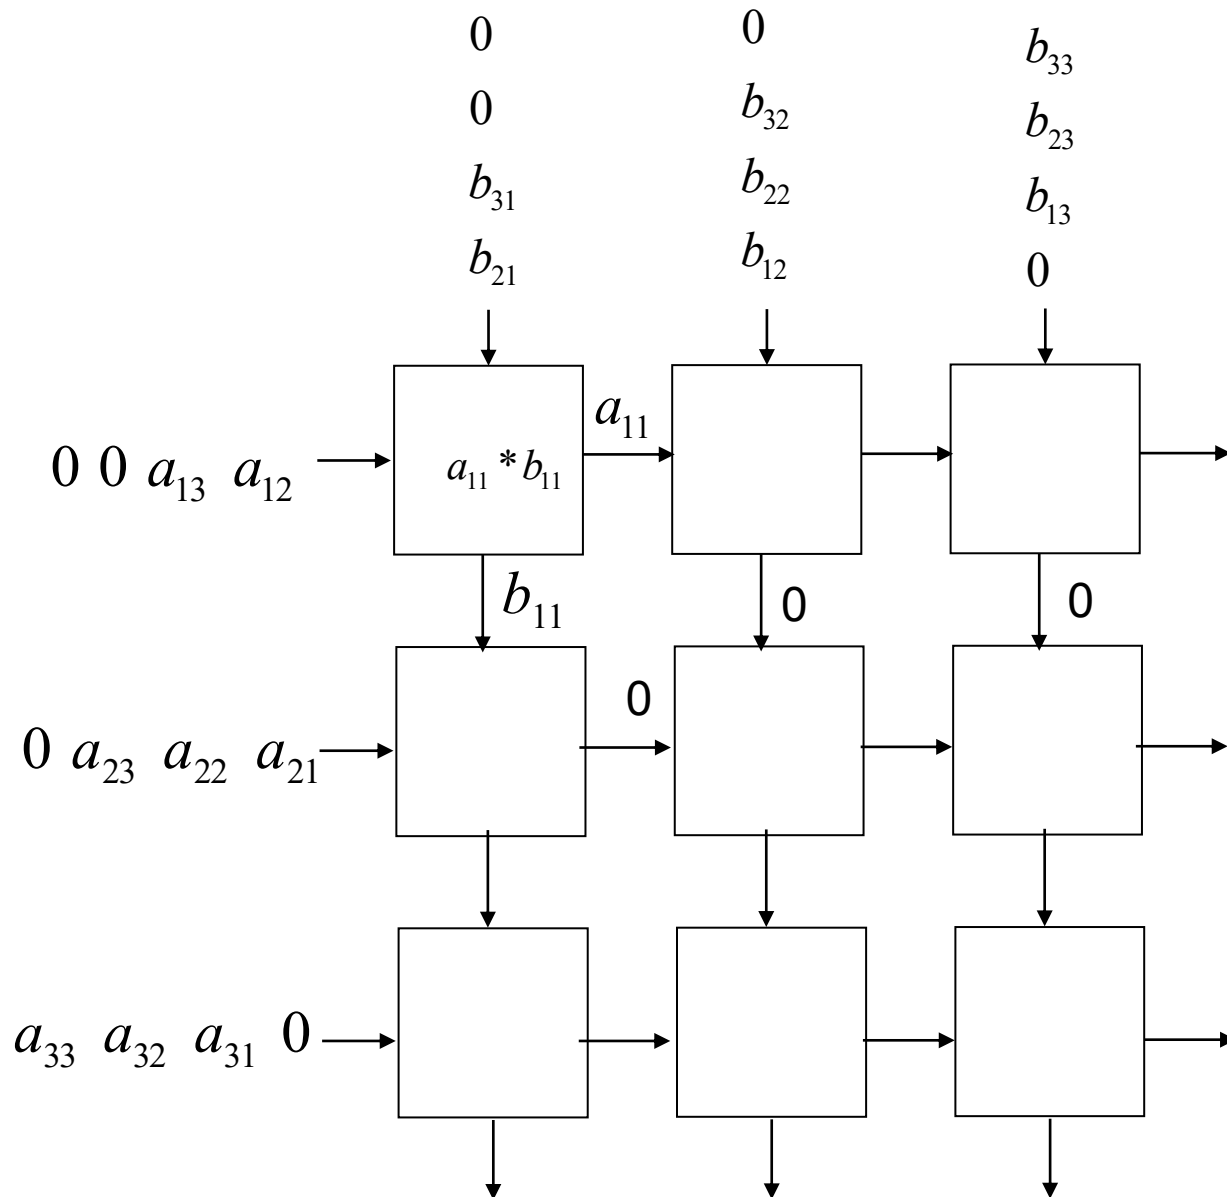 0 0 b₃₃
0 b₃₂ b₂₃
b₃₁ b₂₂ b₁₃
b₂₁ b₁₂ 0
a₁₁
0 0 a₁₃ a₁₂ a₁₁ * b₁₁
b₁₁ 0 0
0
0 a₂₃ a₂₂ a₂₁
a₃₃ a₃₂ a₃₁ 0